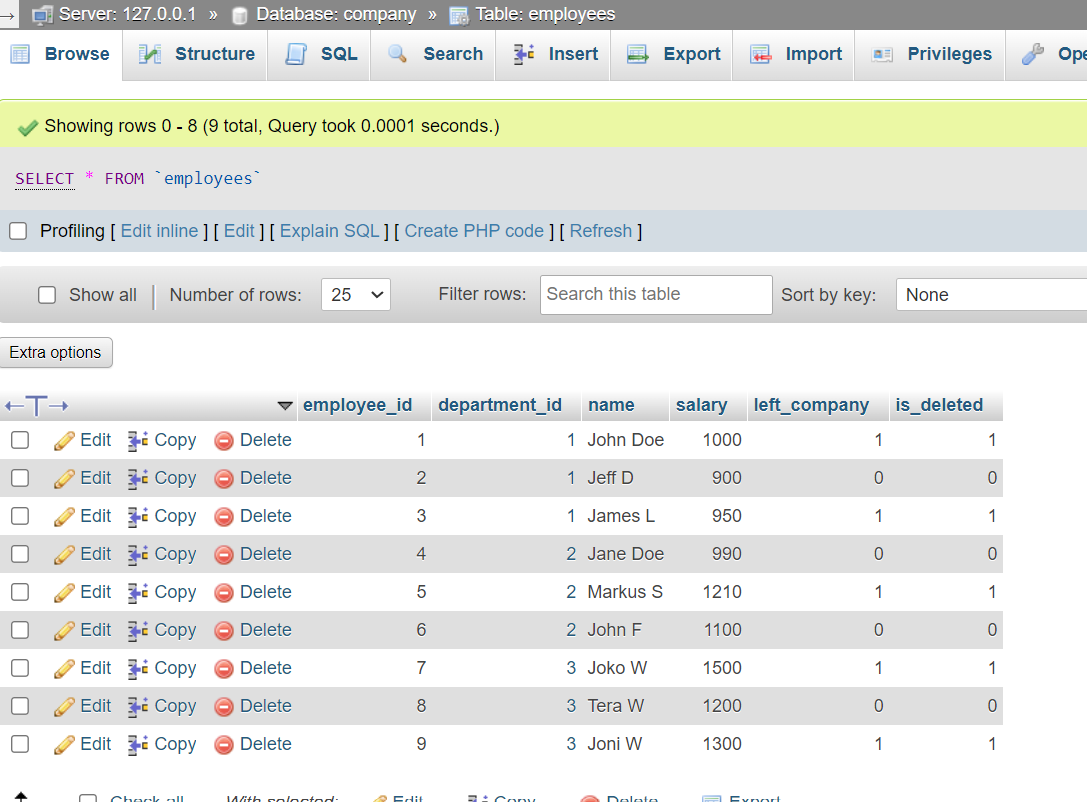 Server: 127.0.0.1 » Database: company » Table: employees
Browse Structure SQL Search Insert Export Import Privileges Ope
Showing rows 0 - 8 (9 total, Query took 0.0001 seconds.)
SELECT * FROM `employees`
Profiling [ Edit inline ] [ Edit ] [ Explain SQL ] [ Create PHP code ] [ Refresh ]
Show all | Number of rows: 25 Filter rows: Search this table Sort by key: None
Extra options
employee_id department_id name salary left_company is_deleted
Edit Copy Delete 1 1 John Doe 1000 1 1
Edit Copy Delete 2 1 Jeff D 900 0 0
Edit Copy Delete 3 1 James L 950 1 1
Edit Copy Delete 4 2 Jane Doe 990 0 0
Edit Copy Delete 5 2 Markus S 1210 1 1
Edit Copy Delete 6 2 John F 1100 0 0
Edit Copy Delete 7 3 Joko W 1500 1 1
Edit Copy Delete 8 3 Tera W 1200 0 0
Edit Copy Delete 9 3 Joni W 1300 1 1
Check all With selected: Edit Copy Delete Export